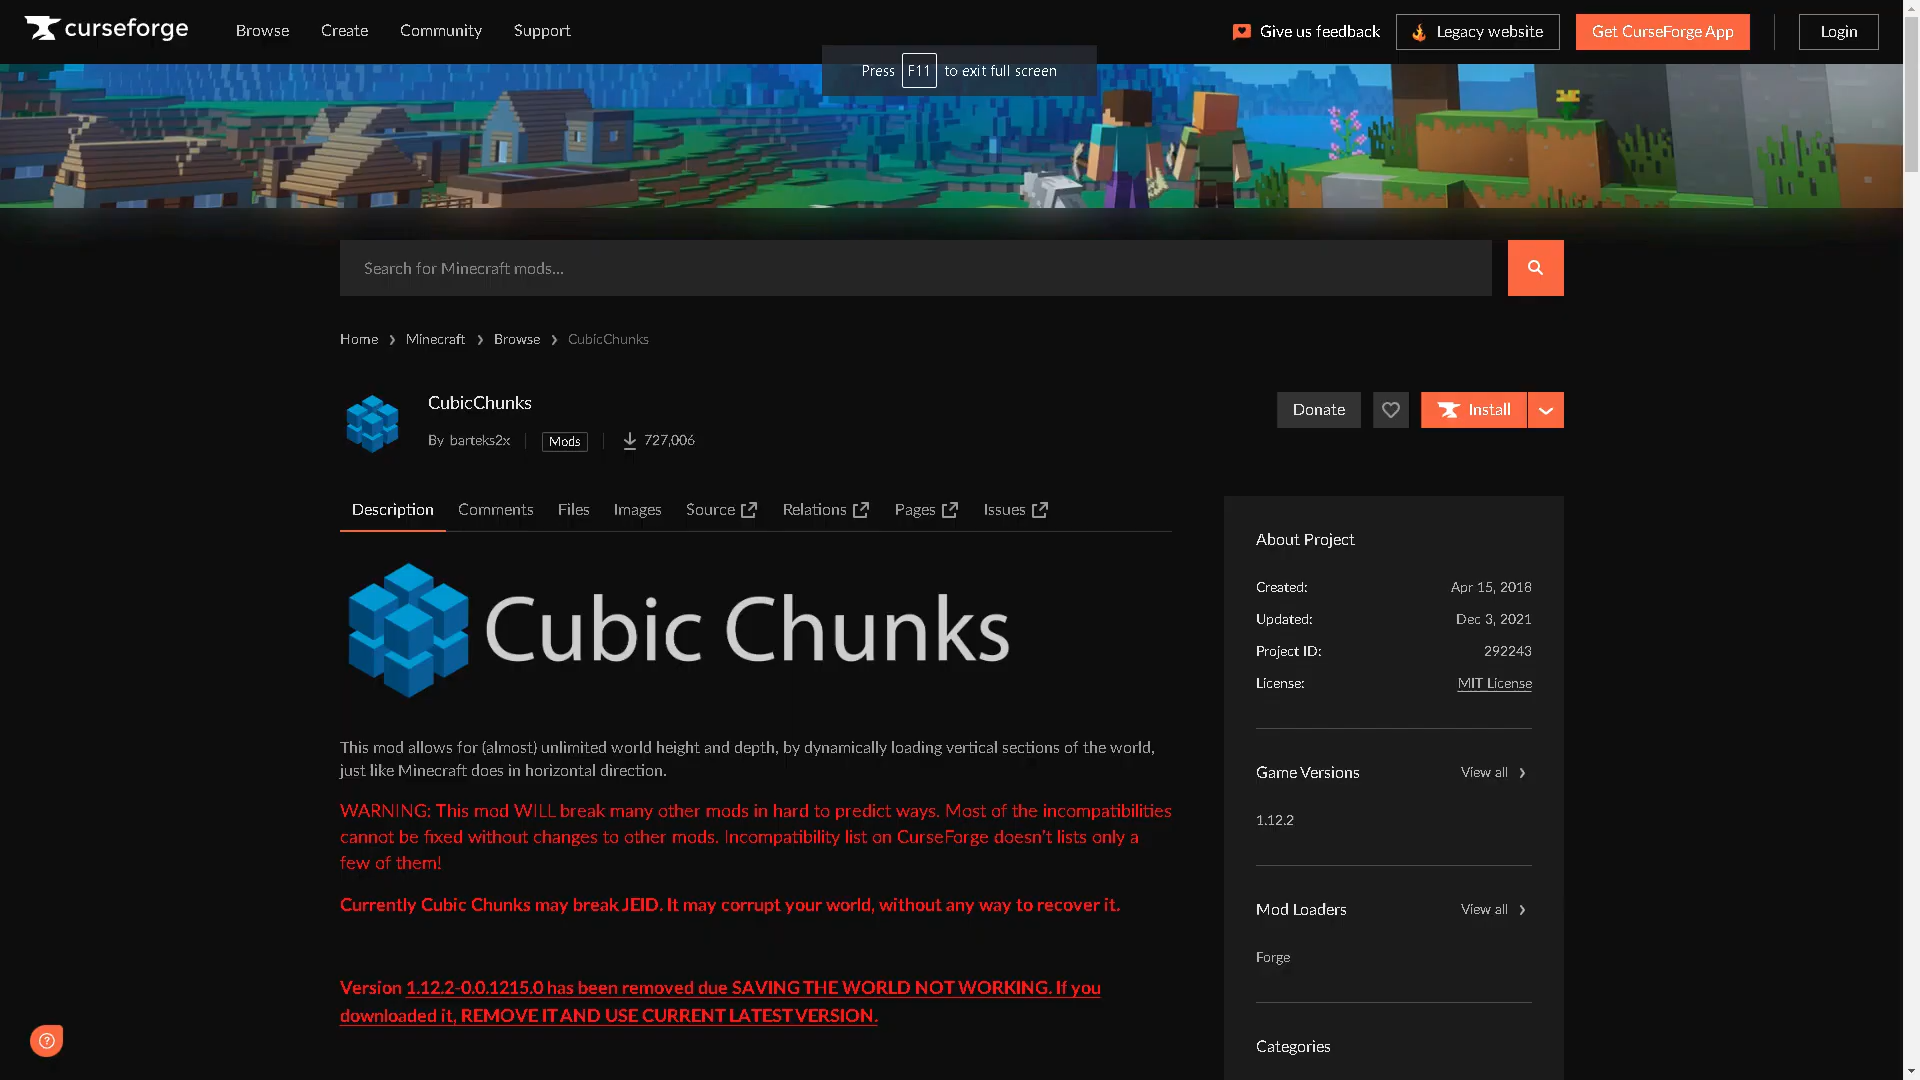 curseforge
Browse
Create
Community
Support
Give us feedback
Legacy website
Get CurseForge App
Login
Press F11 to exit full screen
Search for Minecraft mods...
Home
Minecraft
Browse
CubicChunks
CubicChunks
By barteks2x
Mods
727,006
Donate
Install
Description
Comments
Files
Images
Source
Relations
Pages
Issues
Cubic Chunks
This mod allows for (almost) unlimited world height and depth, by dynamically loading vertical sections of the world,
just like Minecraft does in horizontal direction.
WARNING: This mod WILL break many other mods in hard to predict ways. Most of the incompatibilities
cannot be fixed without changes to other mods. Incompatibility list on CurseForge doesn't lists only a
few of them!
Currently Cubic Chunks may break JEID. It may corrupt your world, without any way to recover it.
Version 1.12.2-0.0.1215.0 has been removed due SAVING THE WORLD NOT WORKING. If you
downloaded it, REMOVE IT AND USE CURRENT LATEST VERSION.
About Project
Created: Apr 15, 2018
Updated: Dec 3, 2021
Project ID: 292243
License: MIT License
Game Versions
View all
1.12.2
Mod Loaders
View all
Forge
Categories